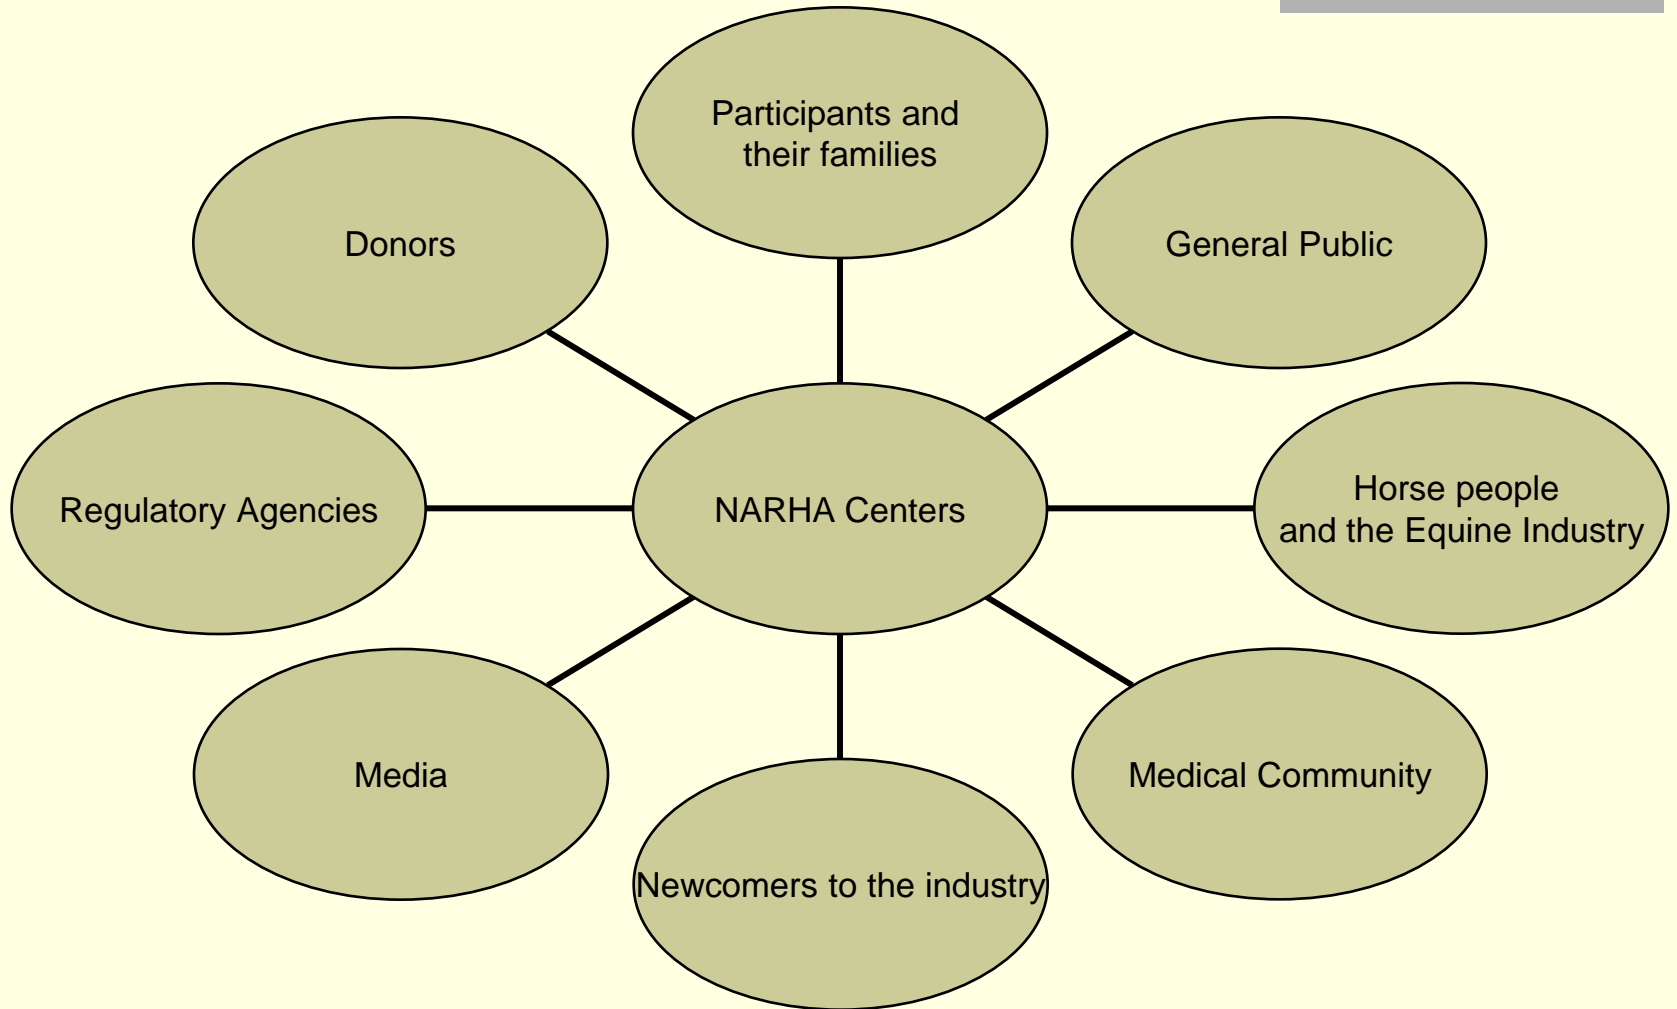 Participants and
their families
Donors
General Public
Regulatory Agencies
NARHA Centers
Horse people
and the Equine Industry
Media
Medical Community
Newcomers to the industry